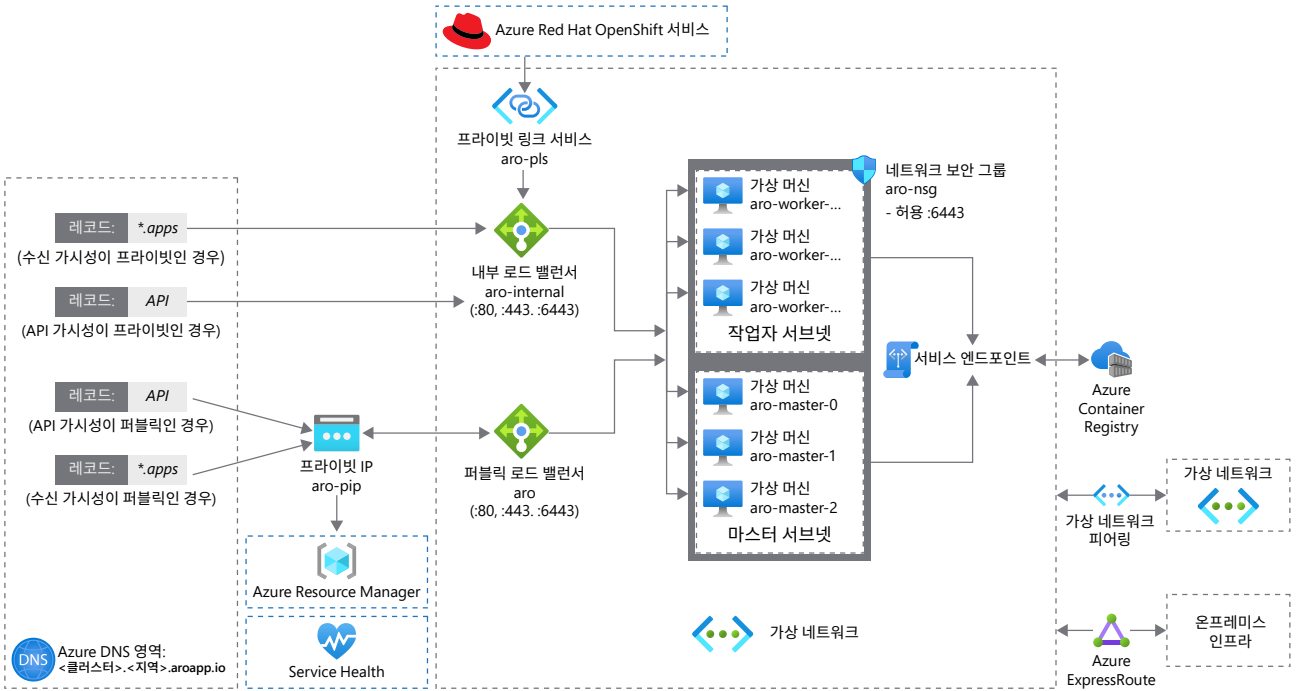 Azure Red Hat OpenShift 서비스
프라이빗 링크 서비스
aro-pls
레코드: *.apps
(수신 가시성이 프라이빗인 경우)
레코드: API
(API 가시성이 프라이빗인 경우)
레코드: API
(API 가시성이 퍼블릭인 경우)
레코드: *.apps
(수신 가시성이 퍼블릭인 경우)
DNS
Azure DNS 영역:
<클러스터>.<지역>.aroapp.io
프라이빗 IP
aro-pip
Azure Resource Manager
Service Health
내부 로드 밸런서
aro-internal
(:80, :443. :6443)
퍼블릭 로드 밸런서
aro
(:80, :443. :6443)
가상 머신
aro-worker-...
가상 머신
aro-worker-...
가상 머신
aro-worker-...
작업자 서브넷
가상 머신
aro-master-0
가상 머신
aro-master-1
가상 머신
aro-master-2
마스터 서브넷
네트워크 보안 그룹
aro-nsg
- 허용 :6443
서비스 엔드포인트
Azure
Container
Registry
가상 네트워크
피어링
가상 네트워크
가상 네트워크
Azure
ExpressRoute
온프레미스
인프라